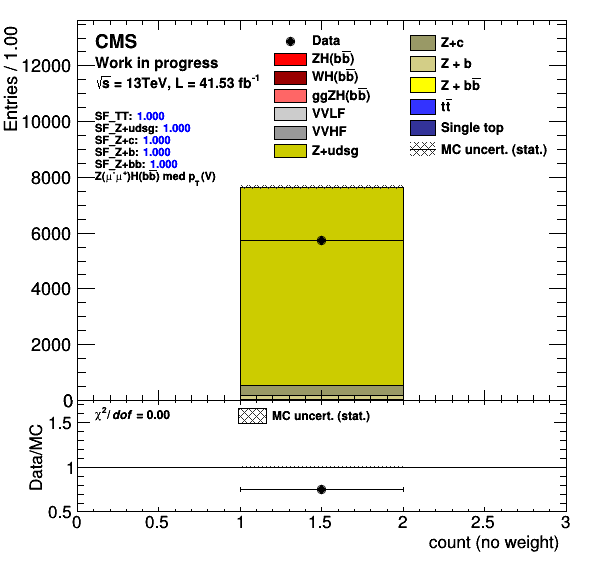 CMS
Work in progress
√s = 13TeV, L = 41.53 fb⁻¹
SF_TT: 1.000
SF_Z+udsg: 1.000
SF_Z+c: 1.000
SF_Z+b: 1.000
SF_Z+bb: 1.000
Z(μ⁻μ⁺)H(bb̅) med p_T(V)
Data
ZH(bb̅)
WH(bb̅)
ggZH(bb̅)
VVLF
VVHF
Z+udsg
Z+c
Z + b
Z + bb̅
tt̅
Single top
MC uncert. (stat.)
Entries / 1.00
12000
10000
8000
6000
4000
2000
0
χ²/dof = 0.00
MC uncert. (stat.)
Data/MC
1.5
1
0.5
0 0.5 1 1.5 2 2.5 3
count (no weight)